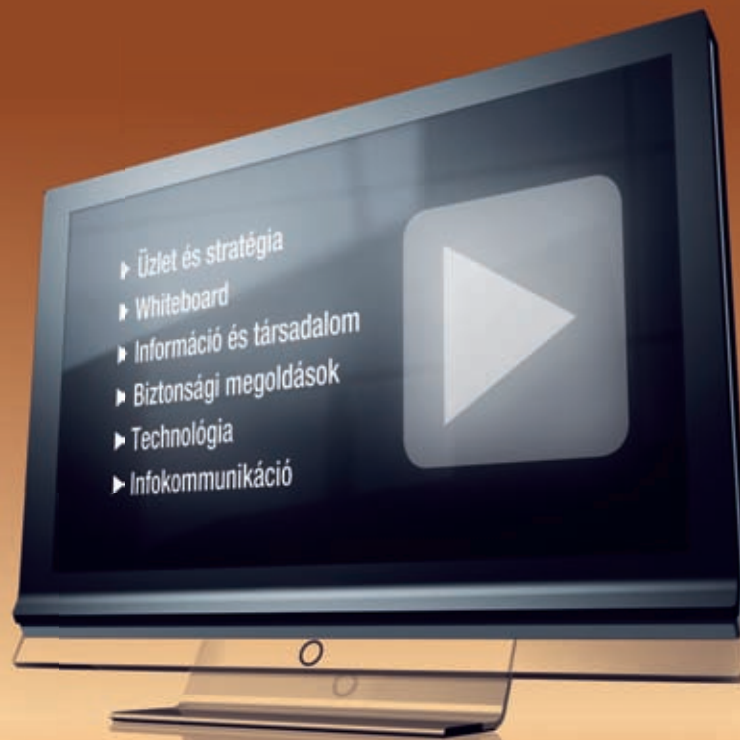 Üzlet és stratégia
Whiteboard
Információ és társadalom
Biztonsági megoldások
Technológia
Infokommunikáció